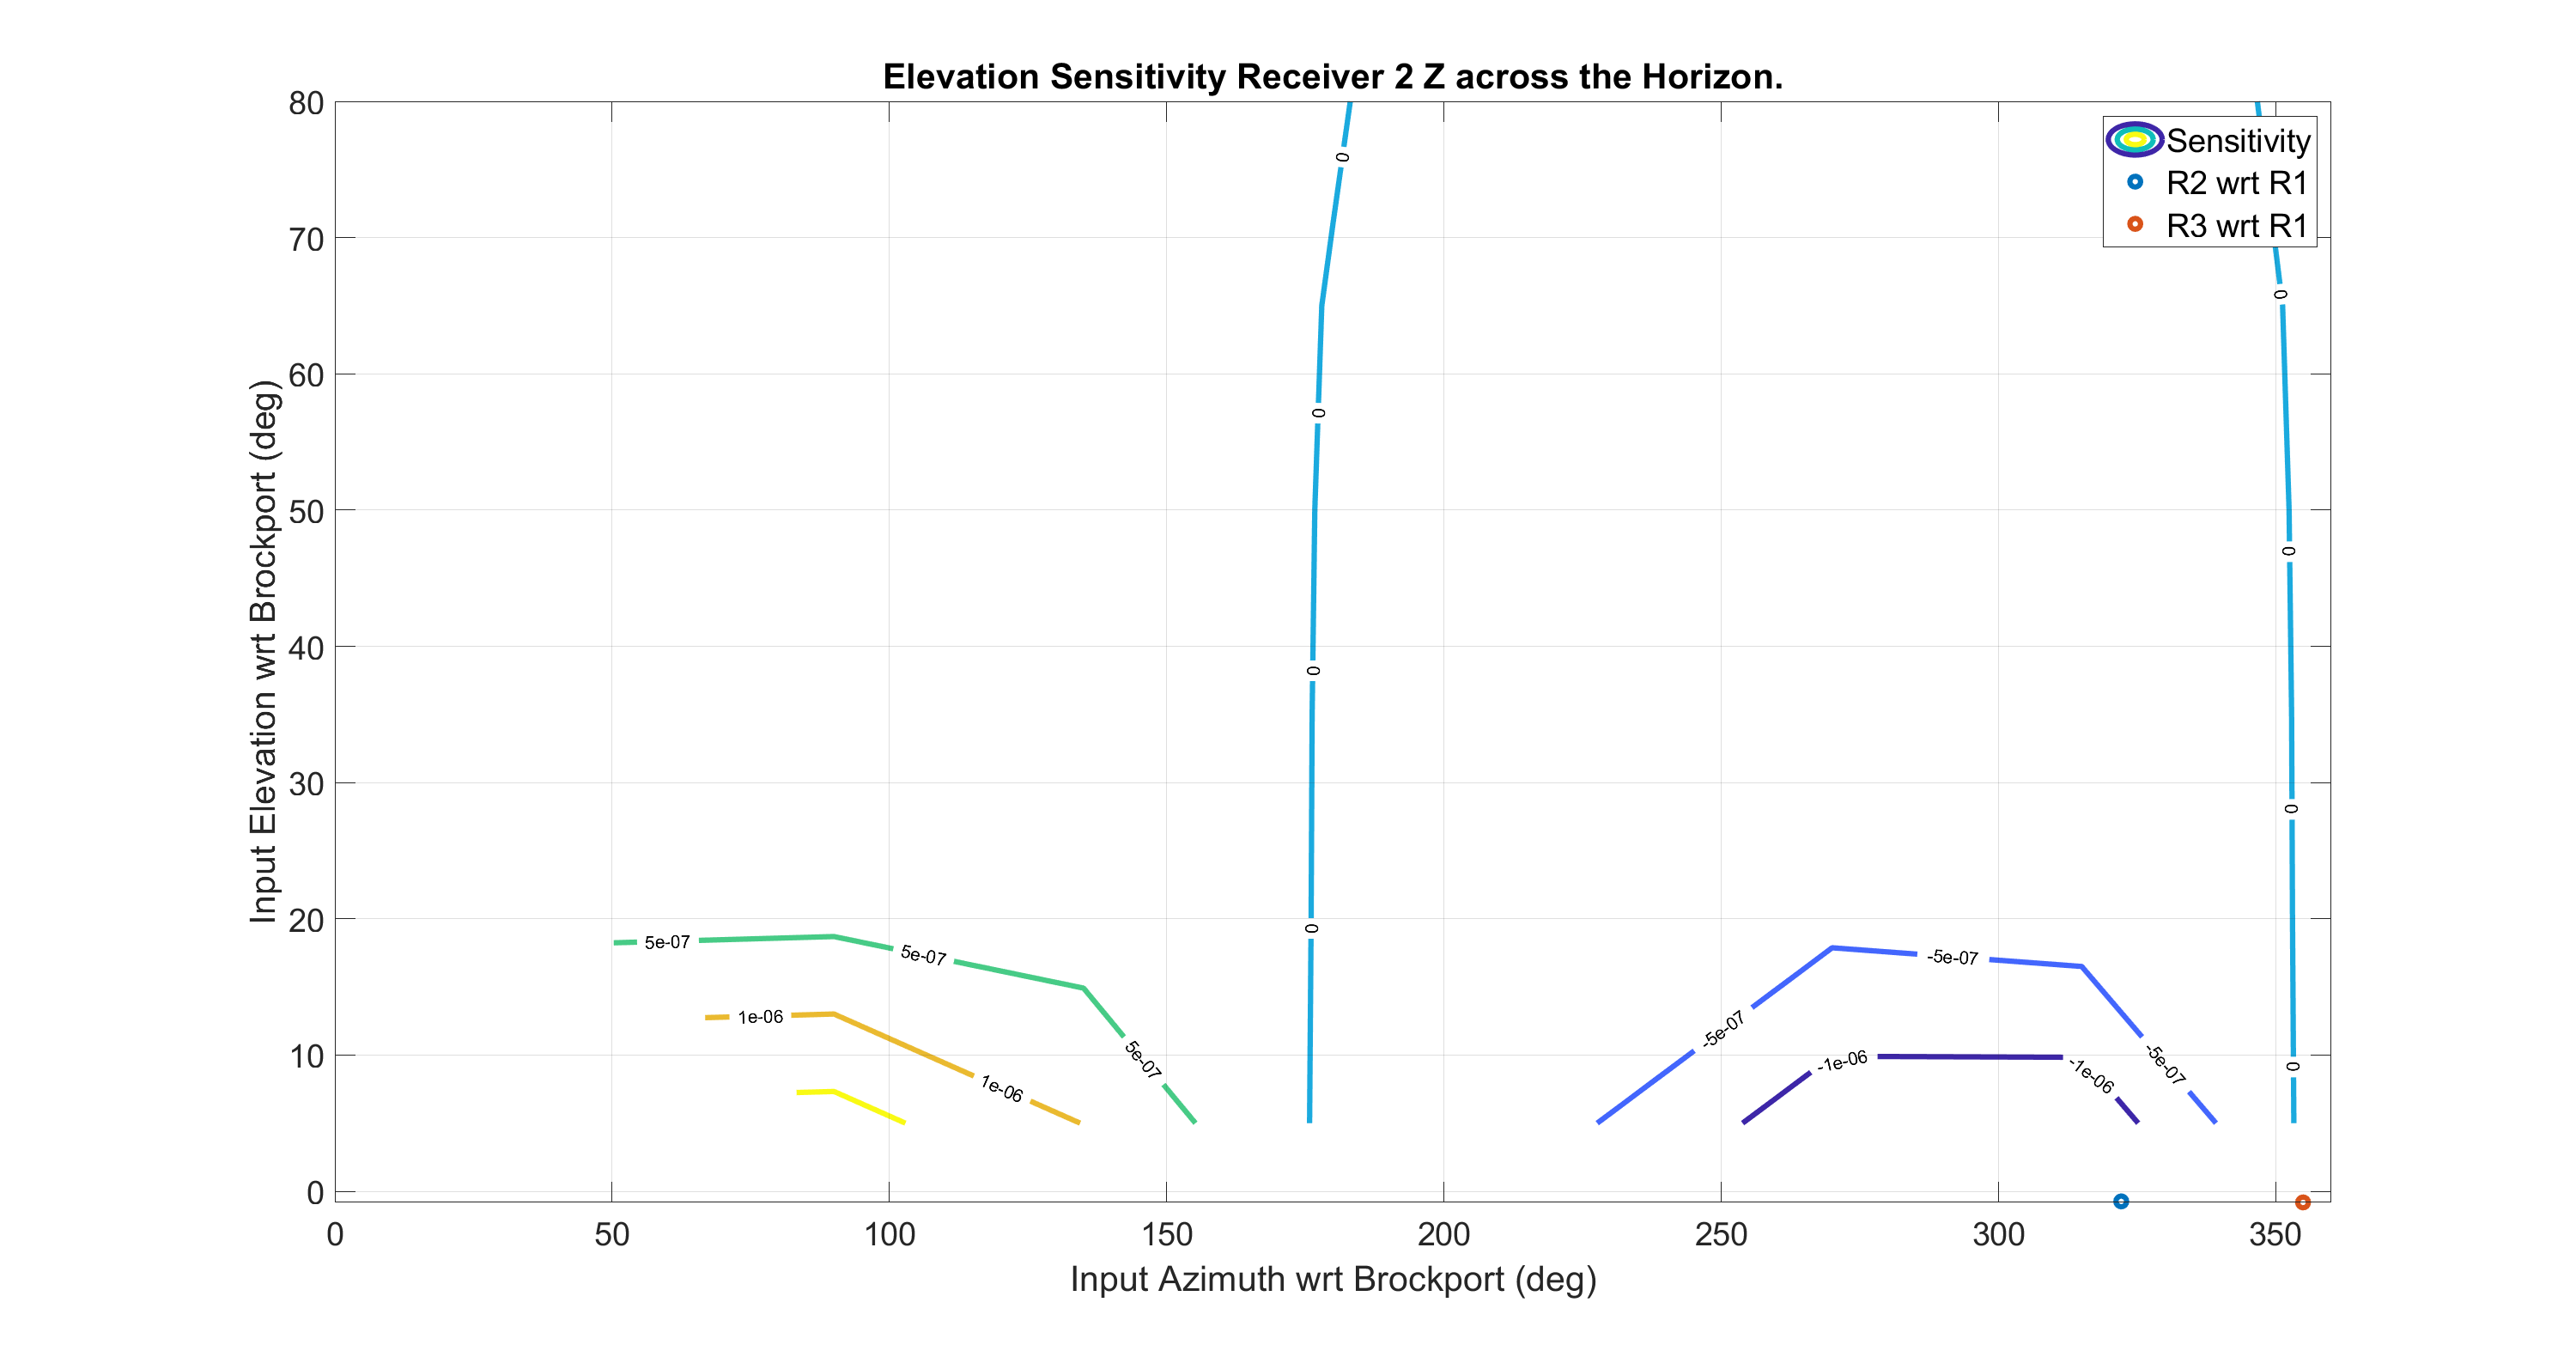 Elevation Sensitivity Receiver 2 Z across the Horizon.
Sensitivity
R2 wrt R1
R3 wrt R1
Input Elevation wrt Brockport (deg)
80
70
60
50
40
30
20
10
0
0
0
0
0
0
0
0
0
0
5e-07
5e-07
5e-07
1e-06
1e-06
-5e-07
-5e-07
-5e-07
-1e-06
-1e-06
0 50 100 150 200 250 300 350
Input Azimuth wrt Brockport (deg)